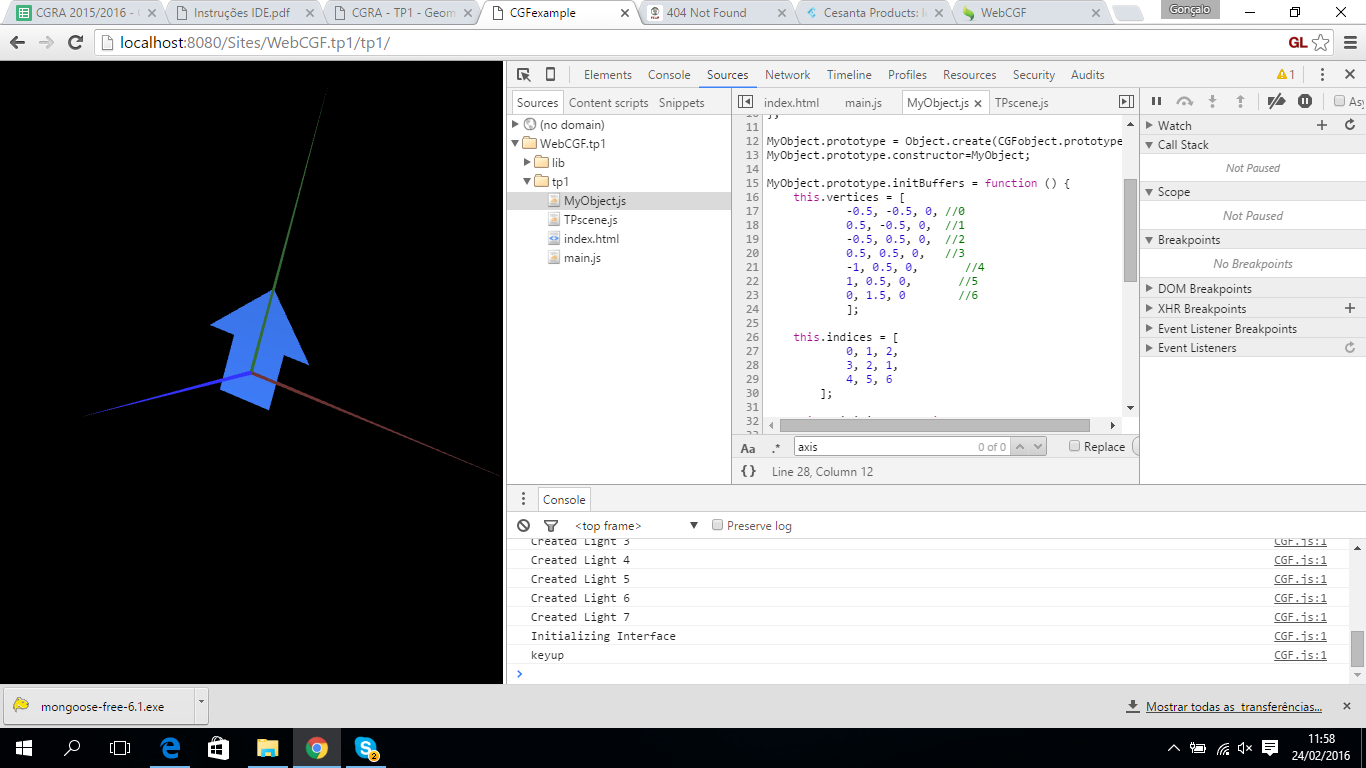 CGRA 2015/2016 - C
Instruções IDE.pdf
CGRA - TP1 - Geom
CGFexample
404 Not Found
Cesanta Products: I
WebCGF
Gonçalo
localhost:8080/Sites/WebCGF.tp1/tp1/
GL
Elements Console Sources Network Timeline Profiles Resources Security Audits
1
Sources Content scripts Snippets
index.html main.js MyObject.js TPscene.js
Asy
(no domain)
WebCGF.tp1
lib
tp1
MyObject.js
TPscene.js
index.html
main.js
10 };
11
12 MyObject.prototype = Object.create(CGFobject.prototype
13 MyObject.prototype.constructor=MyObject;
14
15 MyObject.prototype.initBuffers = function () {
16 this.vertices = [
17 -0.5, -0.5, 0, //0
18 0.5, -0.5, 0, //1
19 -0.5, 0.5, 0, //2
20 0.5, 0.5, 0, //3
21 -1, 0.5, 0, //4
22 1, 0.5, 0, //5
23 0, 1.5, 0 //6
24 ];
25
26 this.indices = [
27 0, 1, 2,
28 3, 2, 1,
29 4, 5, 6
30 ];
31
32
Aa .* axis 0 of 0 Replace
{} Line 28, Column 12
Watch
Call Stack
Not Paused
Scope
Not Paused
Breakpoints
No Breakpoints
DOM Breakpoints
XHR Breakpoints
Event Listener Breakpoints
Event Listeners
Console
<top frame> Preserve log
Created Light 3 CGF.js:1
Created Light 4 CGF.js:1
Created Light 5 CGF.js:1
Created Light 6 CGF.js:1
Created Light 7 CGF.js:1
Initializing Interface CGF.js:1
keyup CGF.js:1
>
mongoose-free-6.1.exe
Mostrar todas as transferências...
2
11:58
24/02/2016